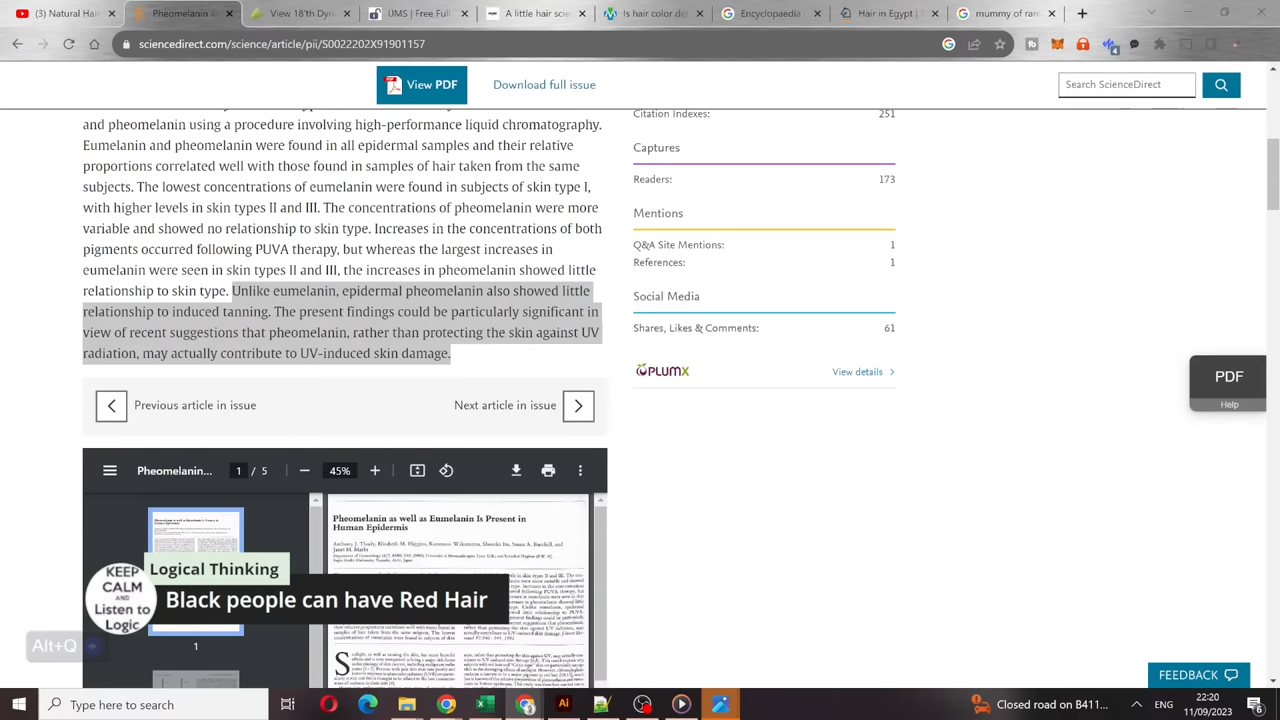 (3) Natural Hair
View 18th Dynasty
(LMS |
This is a little
Is hair color det
Encyclopaedi
Hair in Egypt |
mummy of r
sciencedirect.com/science/article/pii/S0022202X91901157
4
View PDF
Download full issue
Search ScienceDirect
and pheomelanin using a procedure involving high-performance liquid chromatography.
Eumelanin and pheomelanin were found in all epidermal samples and their relative
proportions correlated well with those found in samples of hair taken from the same
subjects. The lowest concentrations of eumelanin were found in subjects of skin type I,
with higher levels in skin types II and III. The concentrations of pheomelanin were more
variable and showed no relationship to skin type. Increases in the concentrations of both
pigments occurred following PUVA therapy, but whereas the largest increases in
eumelanin were seen in skin types II and III, the increases in pheomelanin showed little
relationship to skin type. Unlike eumelanin, epidermal pheomelanin also showed little
relationship to induced tanning. The present findings could be particularly significant in
view of recent suggestions that pheomelanin, rather than protecting the skin against UV
radiation, may actually contribute to UV-induced skin damage.
Citation Indexes: 251
Captures
Readers: 173
Mentions
Q&A Site Mentions: 1
References: 1
Social Media
Shares, Likes & Comments: 61
PLUMX
View details
PDF
Help
Previous article in issue
Next article in issue
Pheomelanin... 1 / 5 45%
Pheomelanin as well as Eumelanin Is Present in
Human Epidermis
Logical Thinking
KEEP
CALM
AND
Listen to
Logic
Black people can have Red Hair
1
FEEDBACK
Type here to search
Closed road on B411...
ENG
22:20
11/09/2023
6